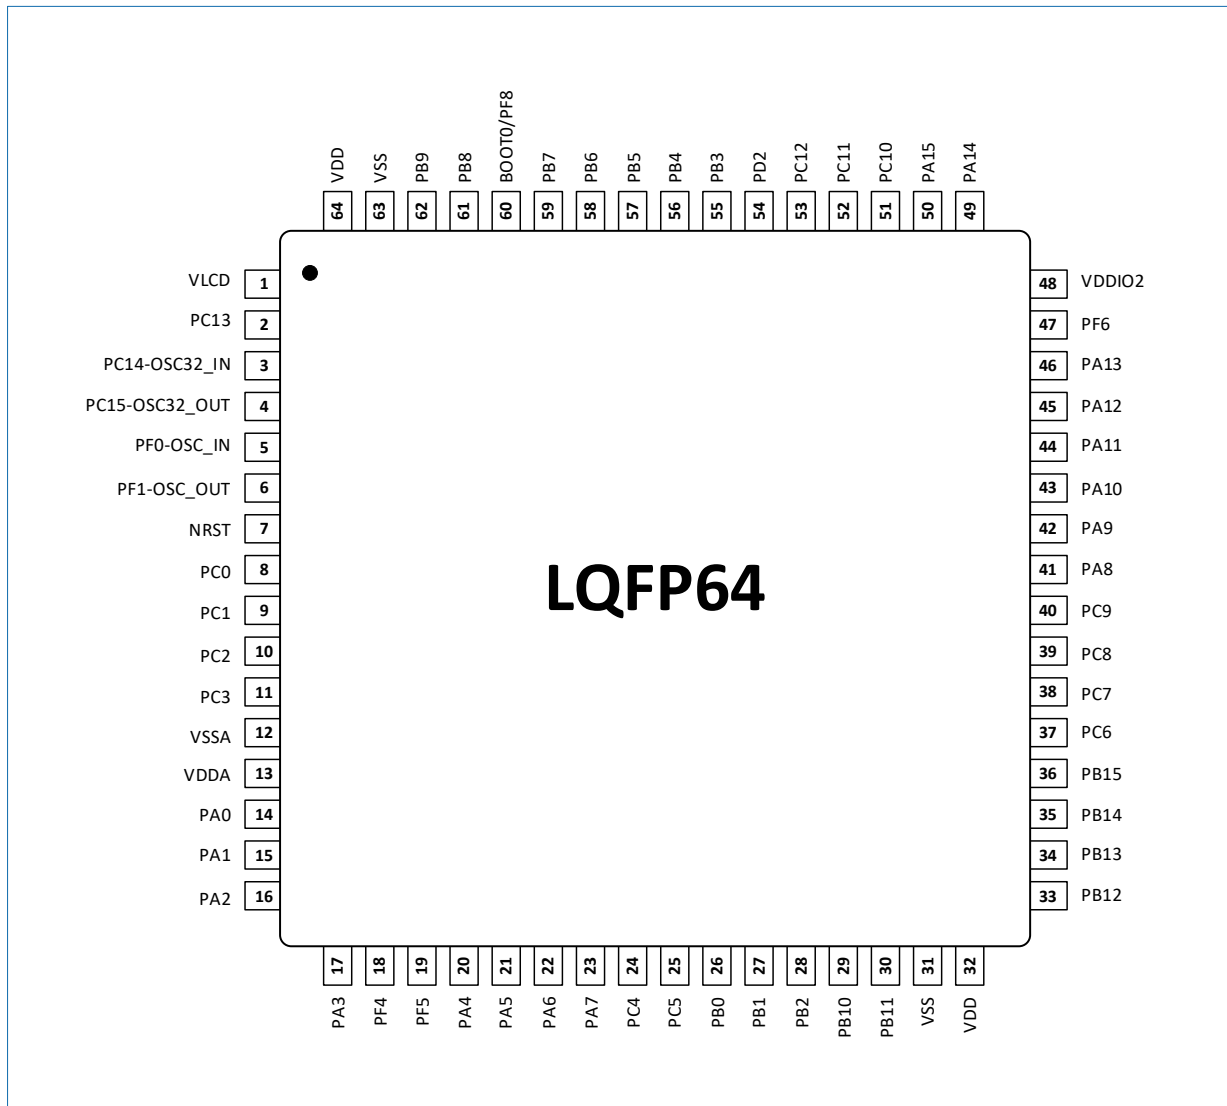 VDD
VSS
PB9
PB8
BOOT0/PF8
PB7
PB6
PB5
PB4
PB3
PD2
PC12
PC11
PC10
PA15
PA14
64
63
62
61
60
59
58
57
56
55
54
53
52
51
50
49
VLCD 1
PC13 2
PC14-OSC32_IN 3
PC15-OSC32_OUT 4
PF0-OSC_IN 5
PF1-OSC_OUT 6
NRST 7
PC0 8
PC1 9
PC2 10
PC3 11
VSSA 12
VDDA 13
PA0 14
PA1 15
PA2 16
LQFP64
48 VDDIO2
47 PF6
46 PA13
45 PA12
44 PA11
43 PA10
42 PA9
41 PA8
40 PC9
39 PC8
38 PC7
37 PC6
36 PB15
35 PB14
34 PB13
33 PB12
17
18
19
20
21
22
23
24
25
26
27
28
29
30
31
32
PA3
PF4
PF5
PA4
PA5
PA6
PA7
PC4
PC5
PB0
PB1
PB2
PB10
PB11
VSS
VDD